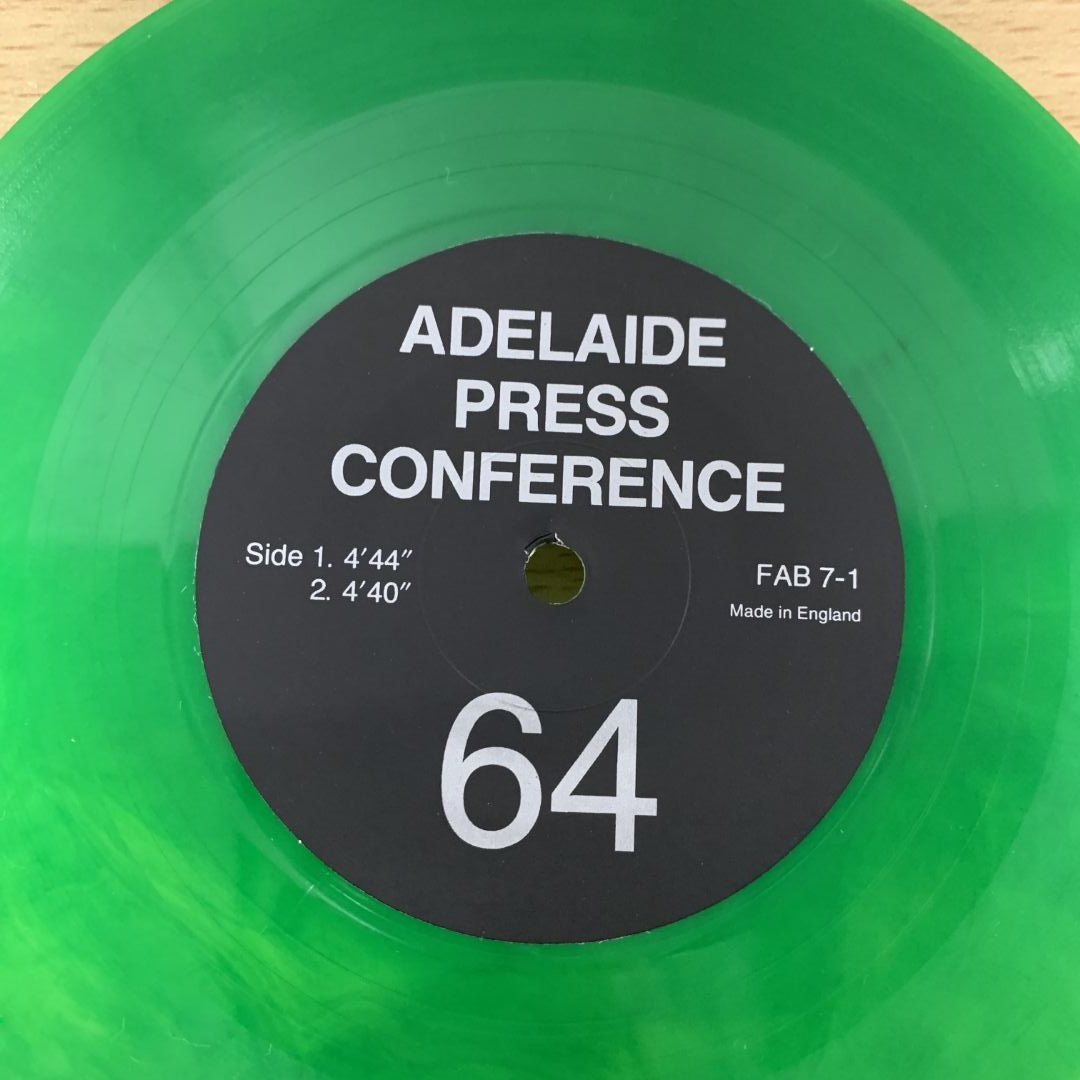 ADELAIDE
PRESS
CONFERENCE
Side 1. 4′44″
2. 4′40″
FAB 7-1
Made in England
64